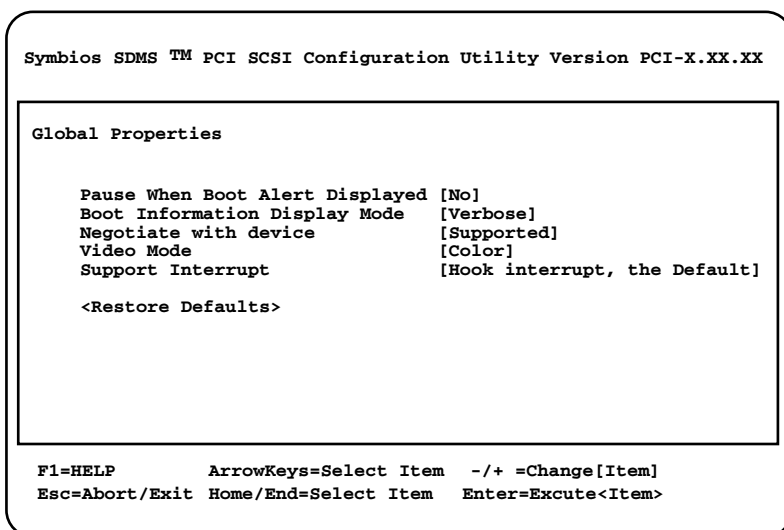 Symbios SDMS TM PCI SCSI Configuration Utility Version PCI-X.XX.XX
Global Properties
Pause When Boot Alert Displayed [No]
Boot Information Display Mode [Verbose]
Negotiate with device [Supported]
Video Mode [Color]
Support Interrupt [Hook interrupt, the Default]
<Restore Defaults>
F1=HELP ArrowKeys=Select Item -/+ =Change[Item]
Esc=Abort/Exit Home/End=Select Item Enter=Excute<Item>